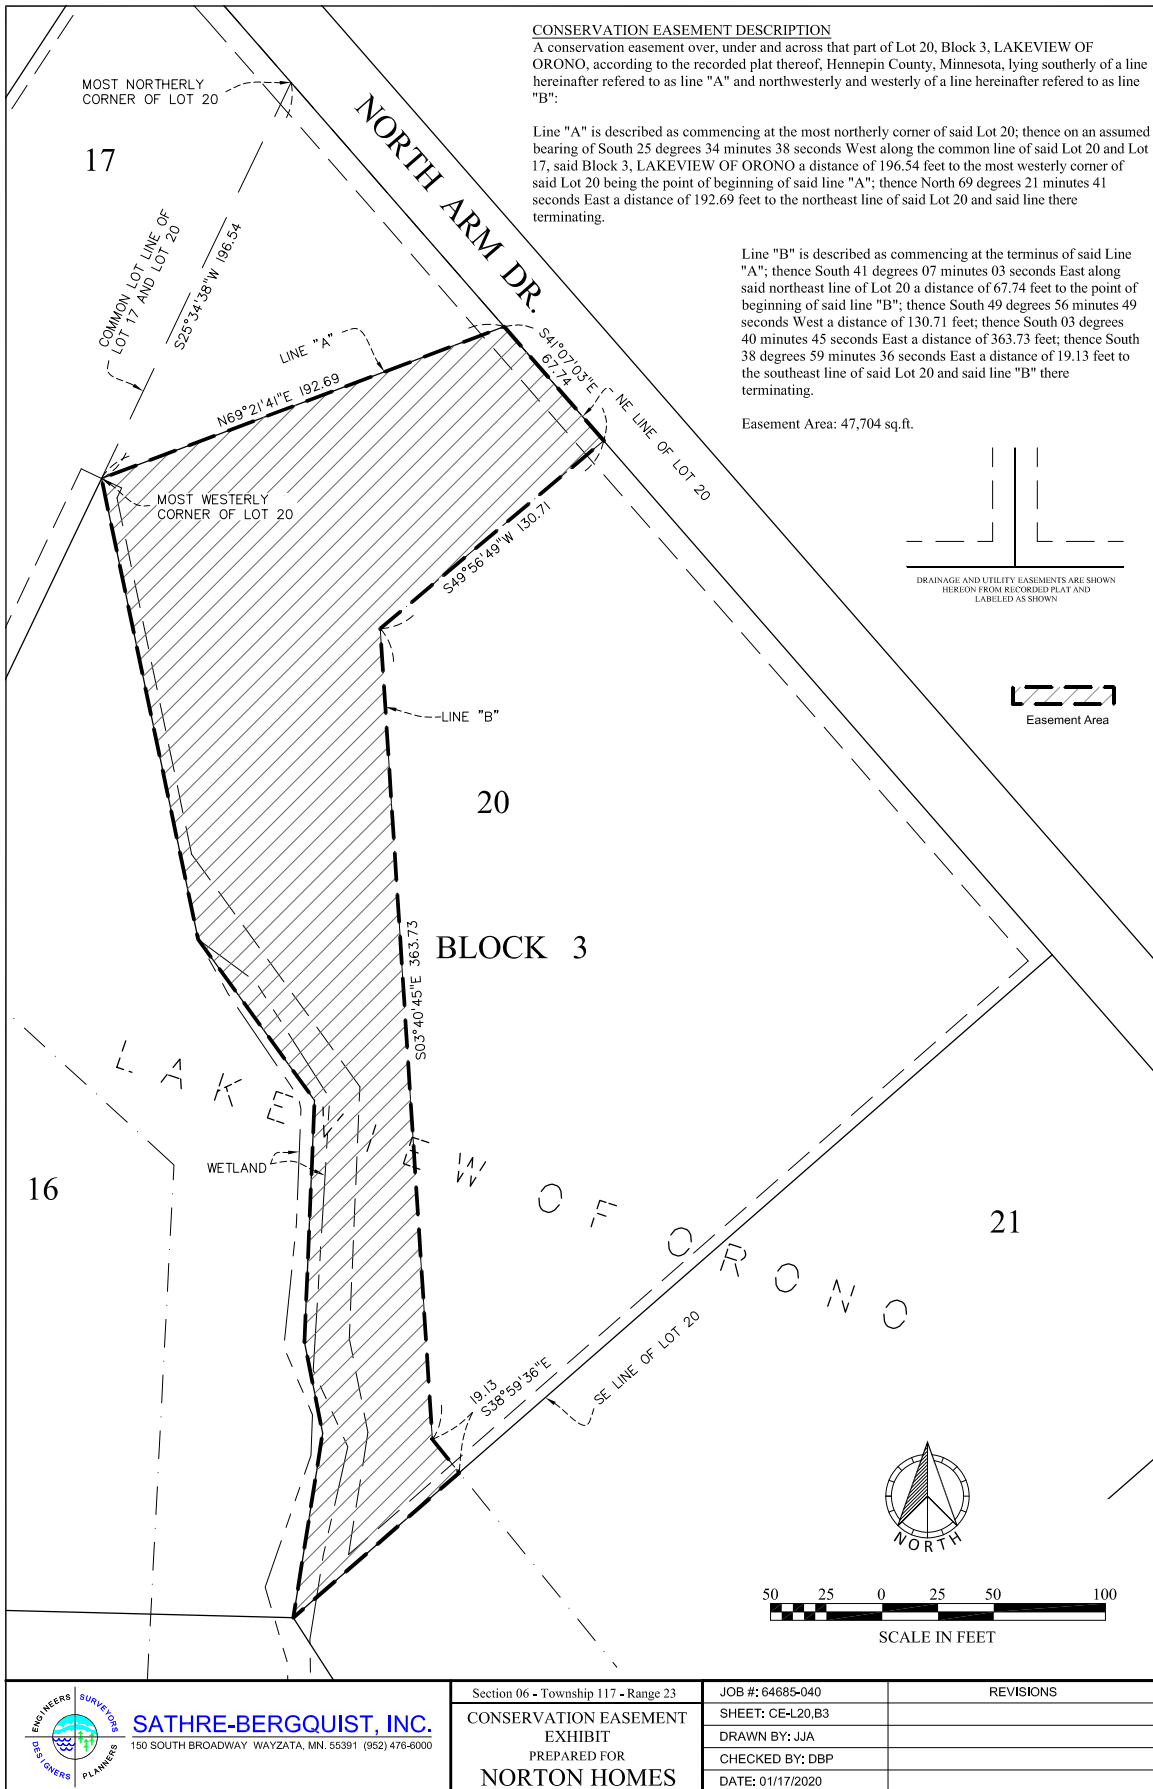 CONSERVATION EASEMENT DESCRIPTION
A conservation easement over, under and across that part of Lot 20, Block 3, LAKEVIEW OF
ORONO, according to the recorded plat thereof, Hennepin County, Minnesota, lying southerly of a line
hereinafter refered to as line "A" and northwesterly and westerly of a line hereinafter refered to as line
"B":
Line "A" is described as commencing at the most northerly corner of said Lot 20; thence on an assumed
bearing of South 25 degrees 34 minutes 38 seconds West along the common line of said Lot 20 and Lot
17, said Block 3, LAKEVIEW OF ORONO a distance of 196.54 feet to the most westerly corner of
said Lot 20 being the point of beginning of said line "A"; thence North 69 degrees 21 minutes 41
seconds East a distance of 192.69 feet to the northeast line of said Lot 20 and said line there
terminating.
Line "B" is described as commencing at the terminus of said Line
"A"; thence South 41 degrees 07 minutes 03 seconds East along
said northeast line of Lot 20 a distance of 67.74 feet to the point of
beginning of said line "B"; thence South 49 degrees 56 minutes 49
seconds West a distance of 130.71 feet; thence South 03 degrees
40 minutes 45 seconds East a distance of 363.73 feet; thence South
38 degrees 59 minutes 36 seconds East a distance of 19.13 feet to
the southeast line of said Lot 20 and said line "B" there
terminating.
Easement Area: 47,704 sq.ft.
MOST NORTHERLY
CORNER OF LOT 20
17
NORTH ARM DR.
COMMON LOT LINE OF
LOT 17 AND LOT 20
S25°34'38"W 196.54
LINE "A"
N69°21'41"E 192.69
S41°07'03"E
67.74
NE LINE OF LOT 20
MOST WESTERLY
CORNER OF LOT 20
S49°56'49"W 130.71
DRAINAGE AND UTILITY EASEMENTS ARE SHOWN
HEREON FROM RECORDED PLAT AND
LABELED AS SHOWN
Easement Area
LINE "B"
20
BLOCK 3
S03°40'45"E 363.73
LAKEVIEW OF ORONO
WETLAND
16
21
SE LINE OF LOT 20
19.13
S38°59'36"E
NORTH
50 25 0 25 50 100
SCALE IN FEET
ENGINEERS SURVEYORS
DESIGNERS PLANNERS
SATHRE-BERGQUIST, INC.
150 SOUTH BROADWAY WAYZATA, MN. 55391 (952) 476-6000
Section 06 - Township 117 - Range 23
CONSERVATION EASEMENT
EXHIBIT
PREPARED FOR
NORTON HOMES
JOB #: 64685-040
SHEET: CE-L20,B3
DRAWN BY: JJA
CHECKED BY: DBP
DATE: 01/17/2020
REVISIONS